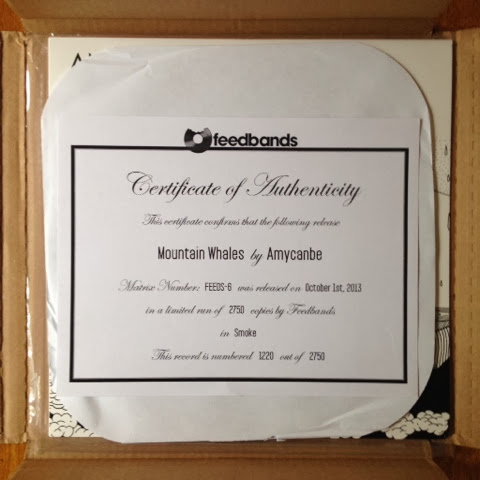 feedbands
Certificate of Authenticity
This certificate confirms that the following release
Mountain Whales by Amycanbe
Matrix Number: FEEDS-6 was released on October 1st, 2013
in a limited run of 2750 copies by Feedbands
in Smoke
This record is numbered 1220 out of 2750